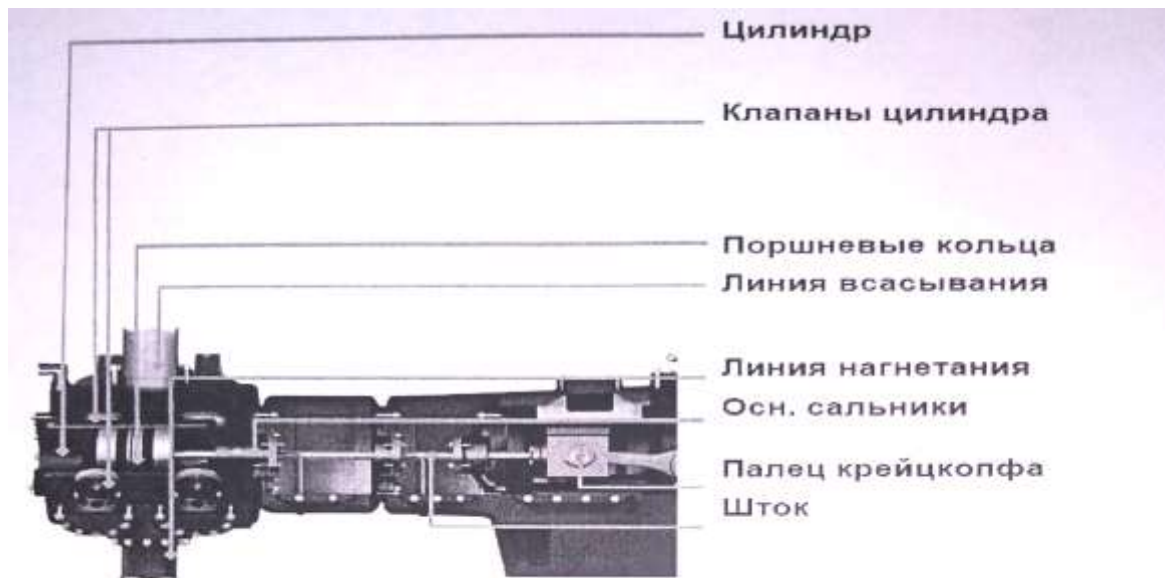 Цилиндр
Клапаны цилиндра
Поршневые кольца
Линия всасывания
Линия нагнетания
Осн. сальники
Палец крейцкопфа
Шток